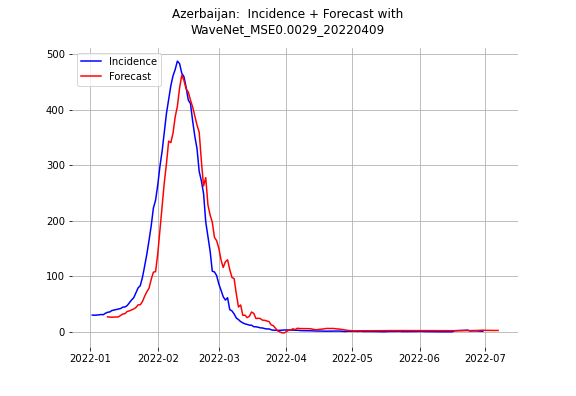 Azerbaijan:  Incidence + Forecast with
WaveNet_MSE0.0029_20220409
Incidence
Forecast
500
400
300
200
100
0
2022-01 2022-02 2022-03 2022-04 2022-05 2022-06 2022-07